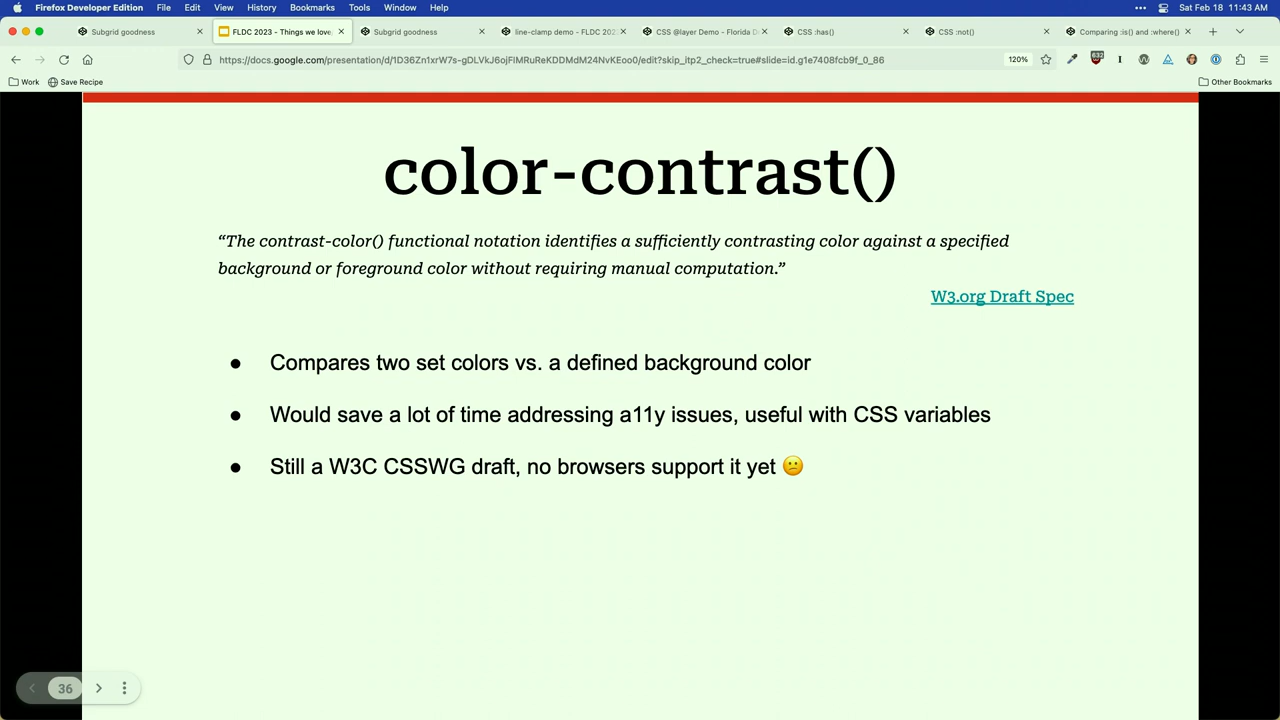 Firefox Developer Edition File Edit View History Bookmarks Tools Window Help ••• Sat Feb 18 11:43 AM
Subgrid goodness × FLDC 2023 - Things we love × Subgrid goodness × line-clamp demo - FLDC 202 × CSS @layer Demo - Florida D × CSS :has() × CSS :not() × Comparing :is() and :where() × +
https://docs.google.com/presentation/d/1tI36Zn1xrW7s-gDLVkJ6ojFIMRuReKDDMdM24NvKEoo0/edit?skip_itp2_check=true#slide=id.g1e7408fcb9f_0_86 120%
Work Save Recipe Other Bookmarks
color-contrast()
“The contrast-color() functional notation identifies a sufficiently contrasting color against a specified
background or foreground color without requiring manual computation.”
W3.org Draft Spec
● Compares two set colors vs. a defined background color
● Would save a lot of time addressing a11y issues, useful with CSS variables
● Still a W3C CSSWG draft, no browsers support it yet 😕
36